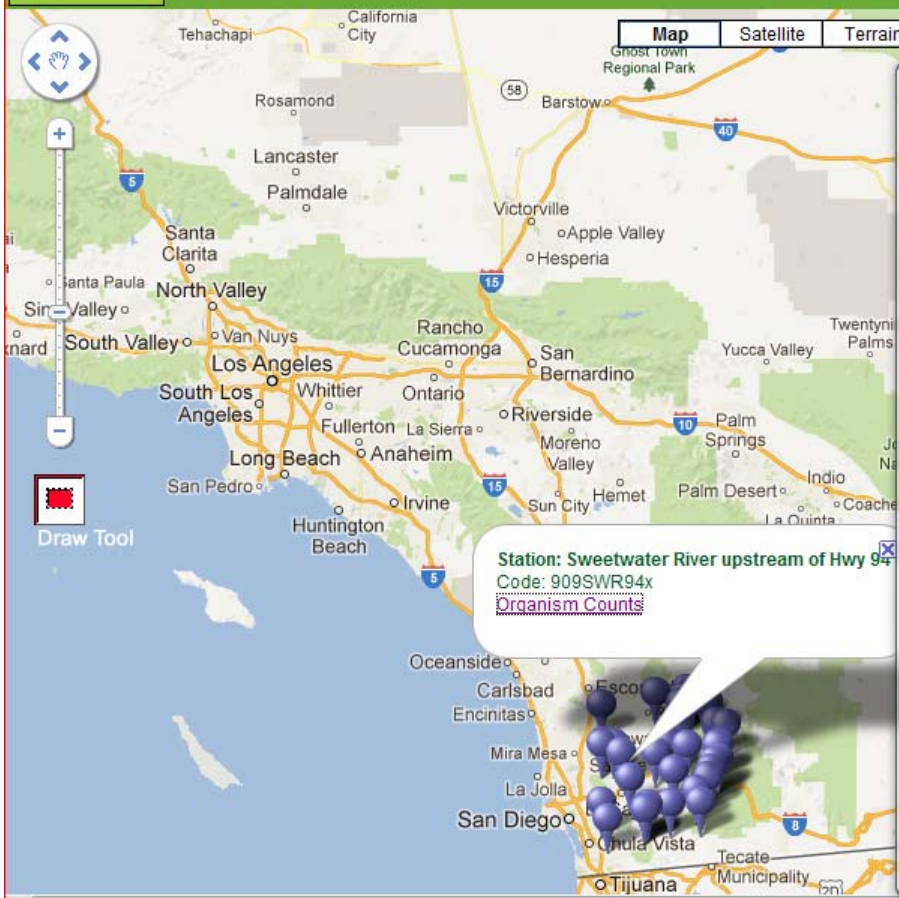 California
City
Tehachapi
Map
Satellite
Terrain
Ghost Town
Regional Park
58
Rosamond
Barstow
40
Lancaster
5
Palmdale
Victorville
Apple Valley
Santa
Clarita
Hesperia
15
Santa Paula
North Valley
Valley
Rancho
Cucamonga
Twentyni
Palms
nard
South Valley
Van Nuys
San
Bernardino
Yucca Valley
Los Angeles
South Los
Angeles
Whittier
Ontario
Fullerton
La Sierra
Riverside
10
Palm
Springs
Anaheim
Moreno
Valley
Long Beach
San Pedro
15
Indio
Irvine
Sun City
Hemet
Palm Desert
Coache
La Quinta
Draw Tool
Huntington
Beach
5
Station: Sweetwater River upstream of Hwy 94
Code: 909SWR94x
Organism Counts
Oceanside
Carlsbad
Esco
Encinitas
Mira Mesa
La Jolla
San Diego
8
Chula Vista
Tecate
Municipality
2D
Tijuana